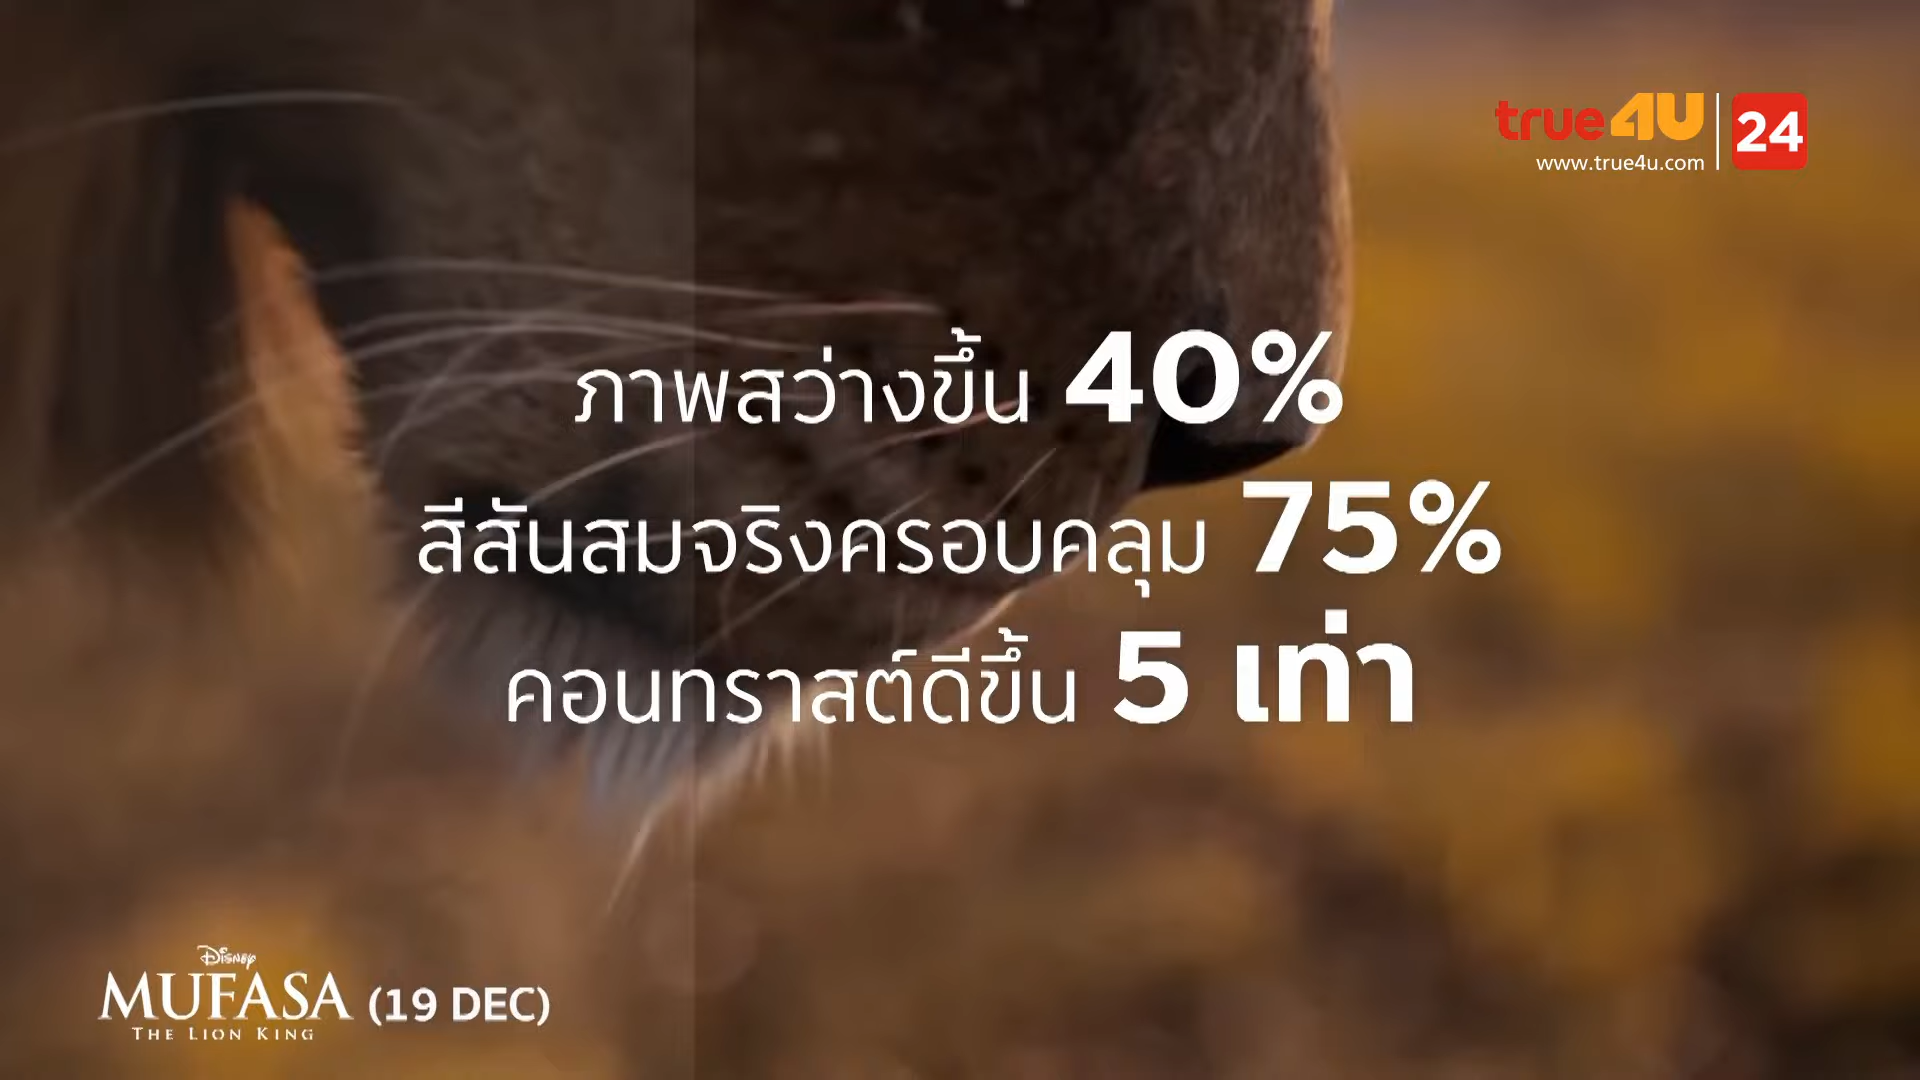 true4U 24
www.true4u.com
ภาพสว่างขึ้น 40%
สีสันสมจริงครอบคลุม 75%
คอนทราสต์ดีขึ้น 5 เท่า
Disney
MUFASA (19 DEC)
THE LION KING